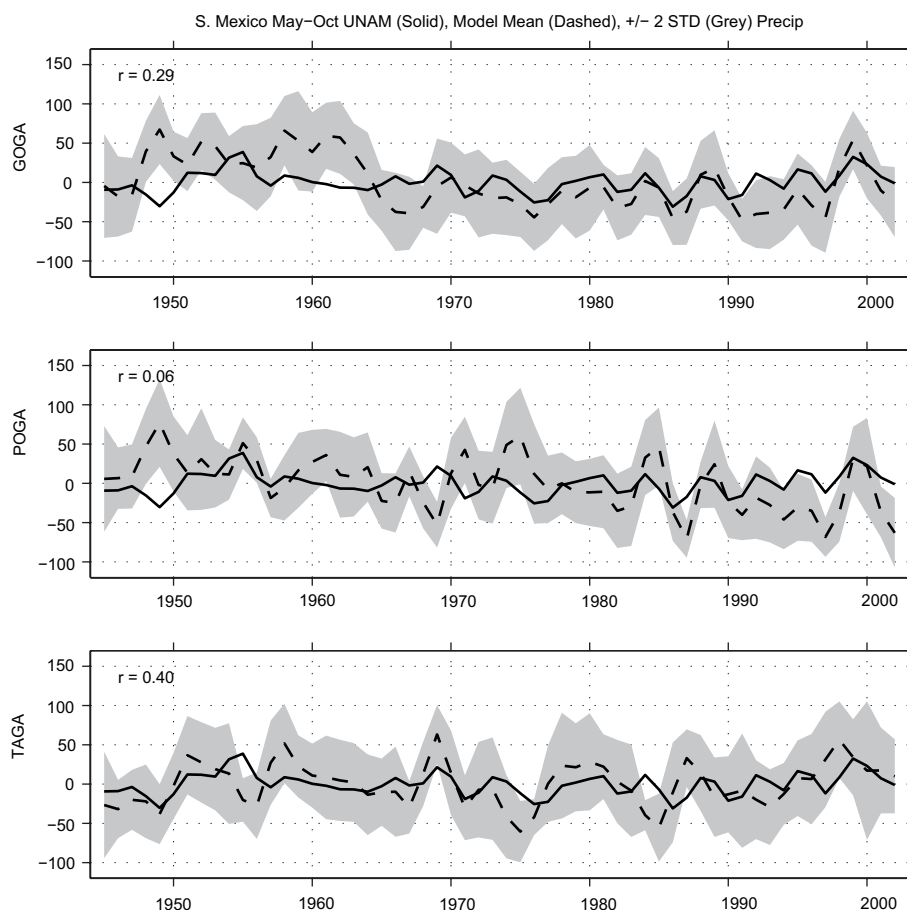 S. Mexico May−Oct UNAM (Solid), Model Mean (Dashed), +/− 2 STD (Grey) Precip
GOGA
r = 0.29
150
100
50
0
−50
−100
1950 1960 1970 1980 1990 2000
POGA
r = 0.06
150
100
50
0
−50
−100
1950 1960 1970 1980 1990 2000
TAGA
r = 0.40
150
100
50
0
−50
−100
1950 1960 1970 1980 1990 2000